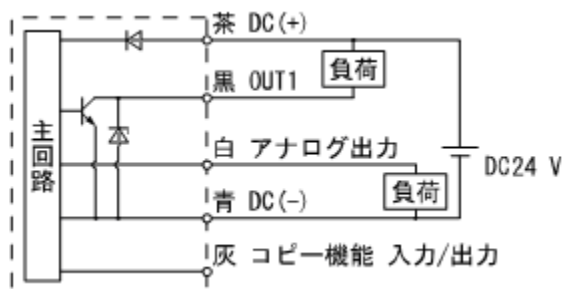 茶 DC(+)
負荷
黒 OUT1
主回路
白 アナログ出力
DC24 V
負荷
青 DC(-)
灰 コピー機能 入力/出力